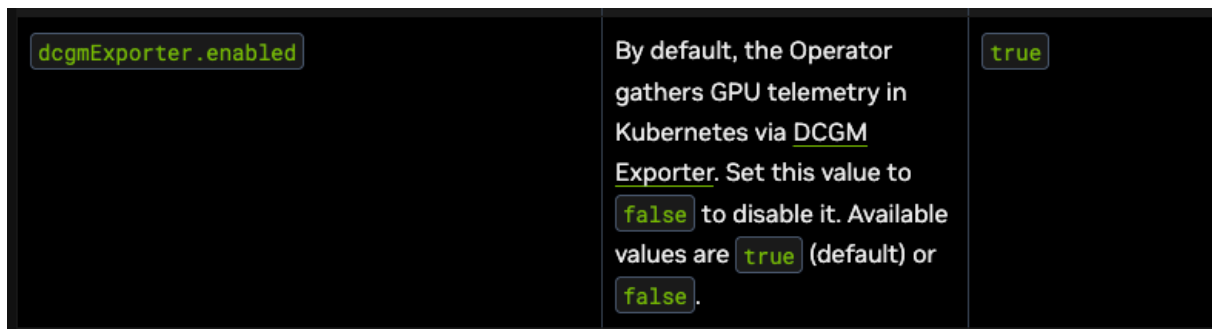 dcgmExporter.enabled
By default, the Operator
gathers GPU telemetry in
Kubernetes via DCGM
Exporter. Set this value to
false to disable it. Available
values are true (default) or
false.
true